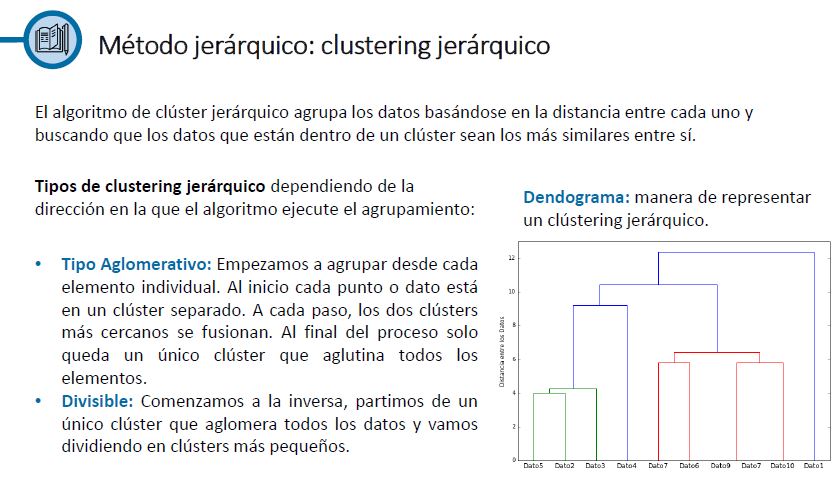 Método jerárquico: clustering jerárquico
El algoritmo de clúster jerárquico agrupa los datos basándose en la distancia entre cada uno y
buscando que los datos que están dentro de un clúster sean los más similares entre sí.
Tipos de clustering jerárquico dependiendo de la
dirección en la que el algoritmo ejecute el agrupamiento:
• Tipo Aglomerativo: Empezamos a agrupar desde cada
elemento individual. Al inicio cada punto o dato está
en un clúster separado. A cada paso, los dos clústers
más cercanos se fusionan. Al final del proceso solo
queda un único clúster que aglutina todos los
elementos.
• Divisible: Comenzamos a la inversa, partimos de un
único clúster que aglomera todos los datos y vamos
dividiendo en clústers más pequeños.
Dendograma: manera de representar
un clústering jerárquico.
Distancia entre los Datos
12
10
8
6
4
2
0
Dato5 Dato2 Dato3 Dato4 Dato7 Dato6 Dato9 Dato7 Dato10 Dato1